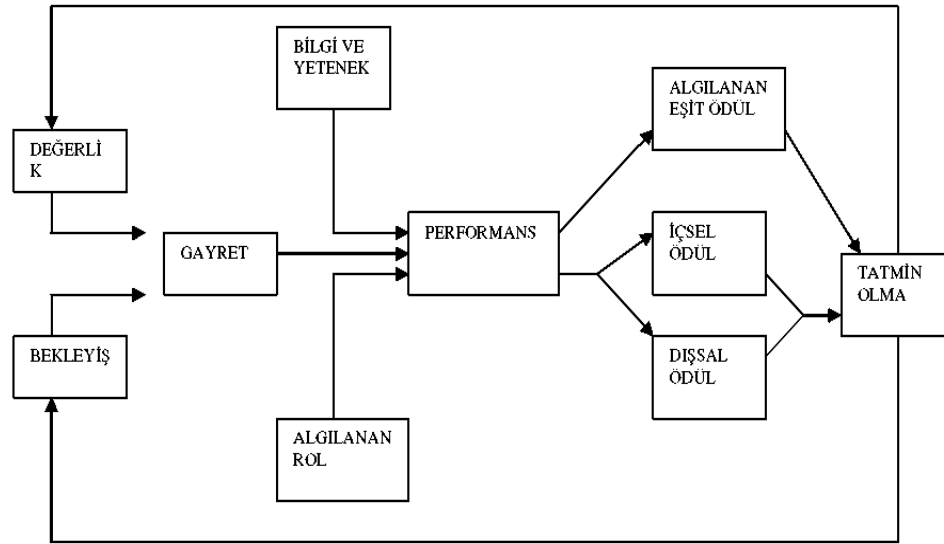 BİLGİ VE
YETENEK
ALGILANAN
EŞİT ÖDÜL
DEĞERLİ
K
GAYRET
PERFORMANS
İÇSEL
ÖDÜL
TATMİN
OLMA
BEKLEYİŞ
DIŞSAL
ÖDÜL
ALGILANAN
ROL